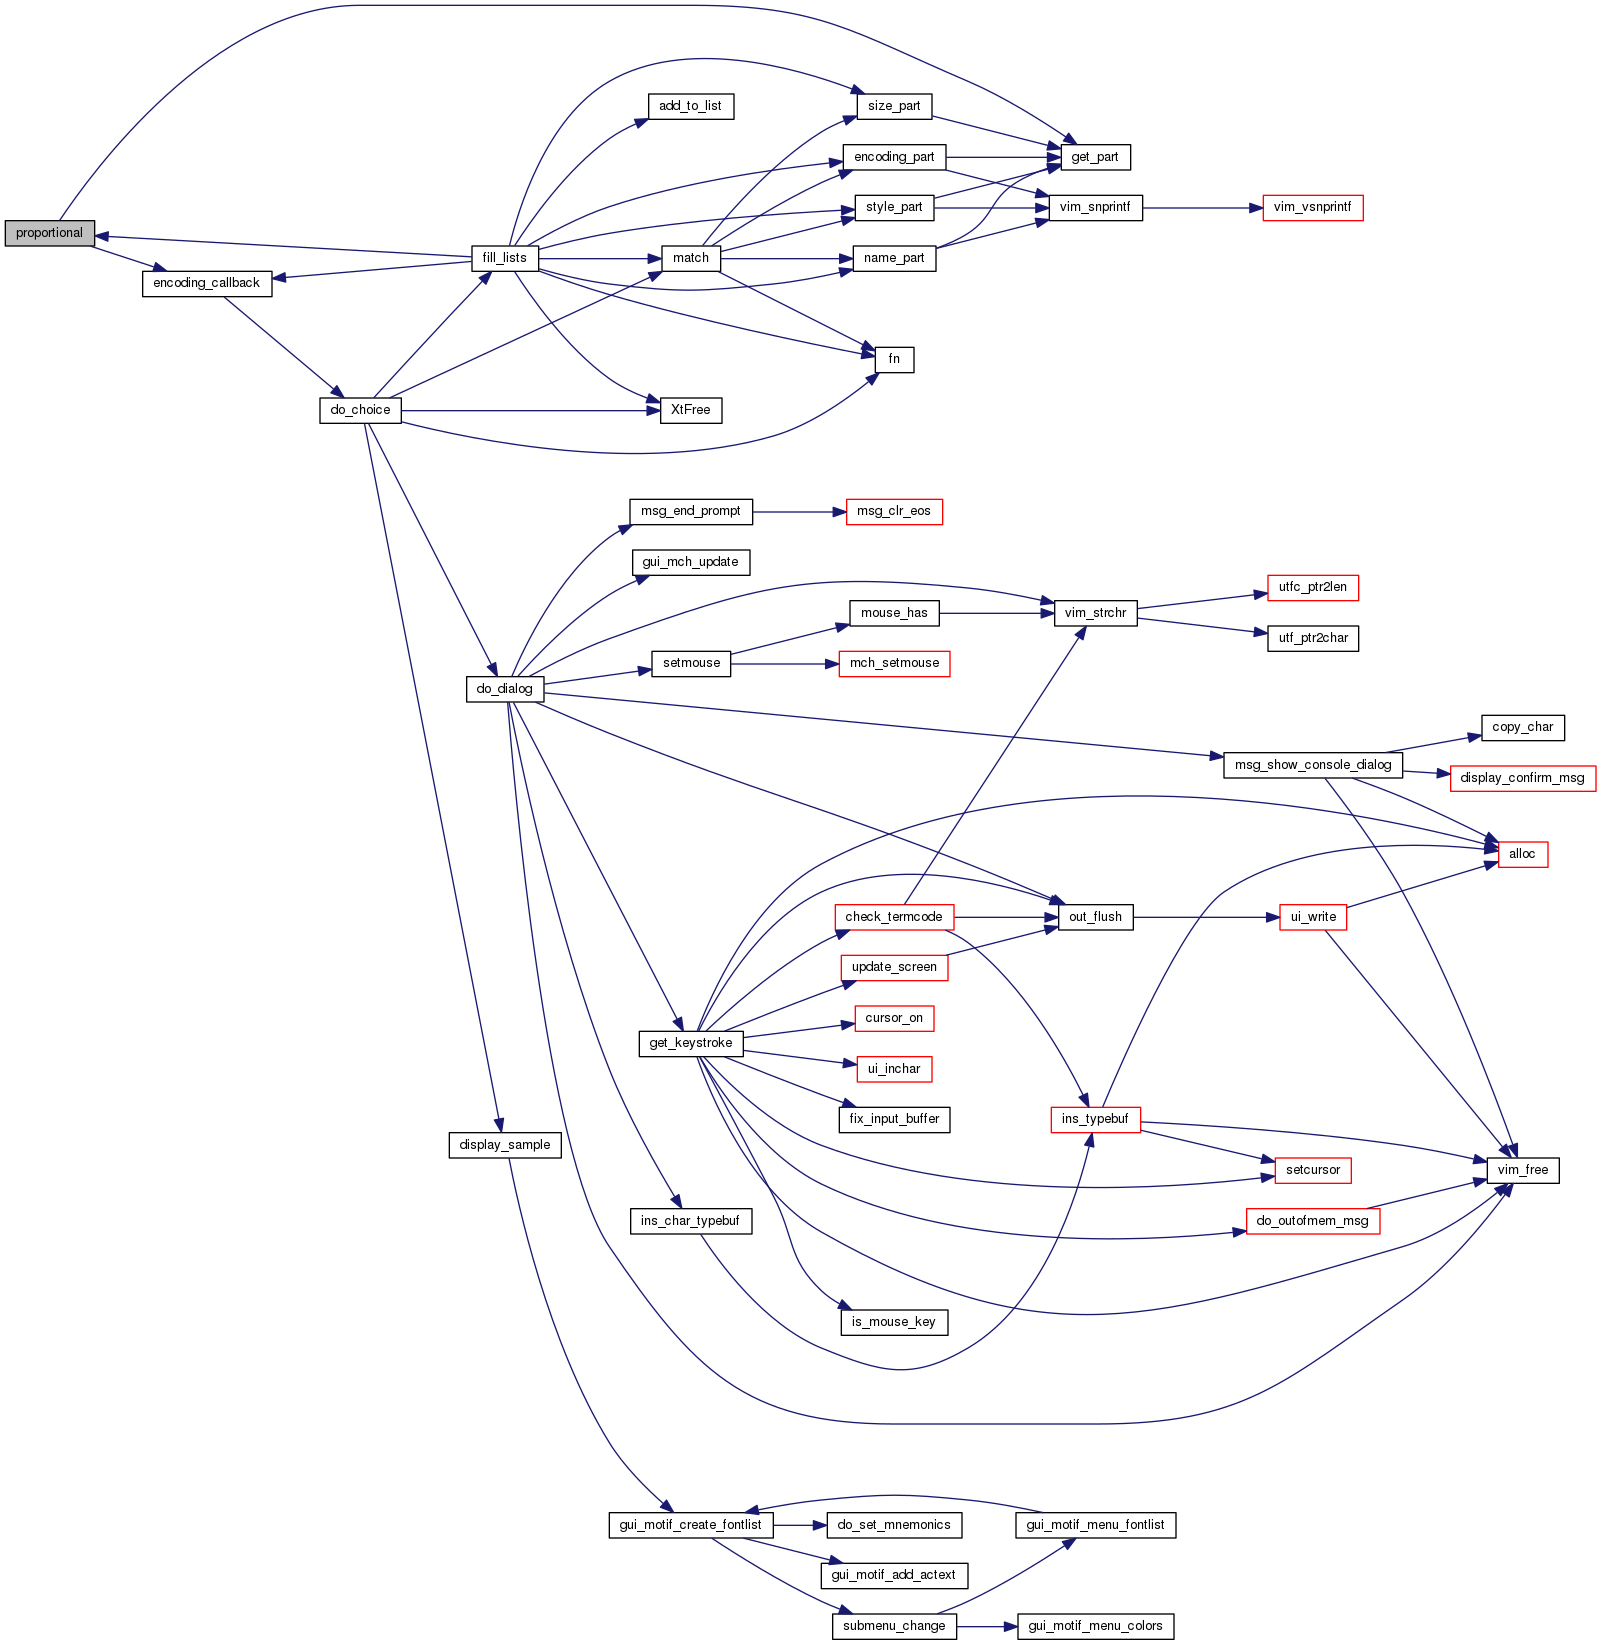 add_to_list
size_part
get_part
encoding_part
style_part
vim_snprintf
vim_vsnprintf
proportional
fill_lists
match
name_part
encoding_callback
fn
do_choice
XtFree
msg_end_prompt
msg_clr_eos
gui_mch_update
utfc_ptr2len
mouse_has
vim_strchr
utf_ptr2char
setmouse
mch_setmouse
do_dialog
copy_char
msg_show_console_dialog
display_confirm_msg
alloc
check_termcode
out_flush
ui_write
update_screen
cursor_on
get_keystroke
ui_inchar
fix_input_buffer
ins_typebuf
display_sample
setcursor
vim_free
ins_char_typebuf
do_outofmem_msg
is_mouse_key
gui_motif_create_fontlist
do_set_mnemonics
gui_motif_menu_fontlist
gui_motif_add_actext
submenu_change
gui_motif_menu_colors